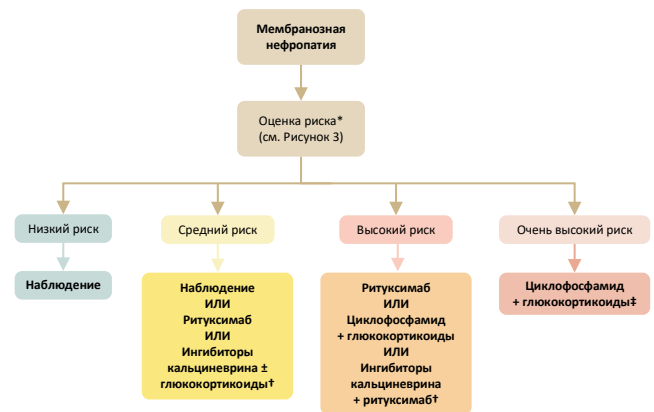 Мембранозная
нефропатия
Оценка риска*
(см. Рисунок 3)
Низкий риск
Средний риск
Высокий риск
Очень высокий риск
Наблюдение
Наблюдение
ИЛИ
Ритуксимаб
ИЛИ
Ингибиторы
кальциневрина ±
глюкокортикоиды†
Ритуксимаб
ИЛИ
Циклофосфамид
+ глюкокортикоиды
ИЛИ
Ингибиторы
кальциневрина
+ ритуксимаб†
Циклофосфамид
+ глюкокортикоиды‡